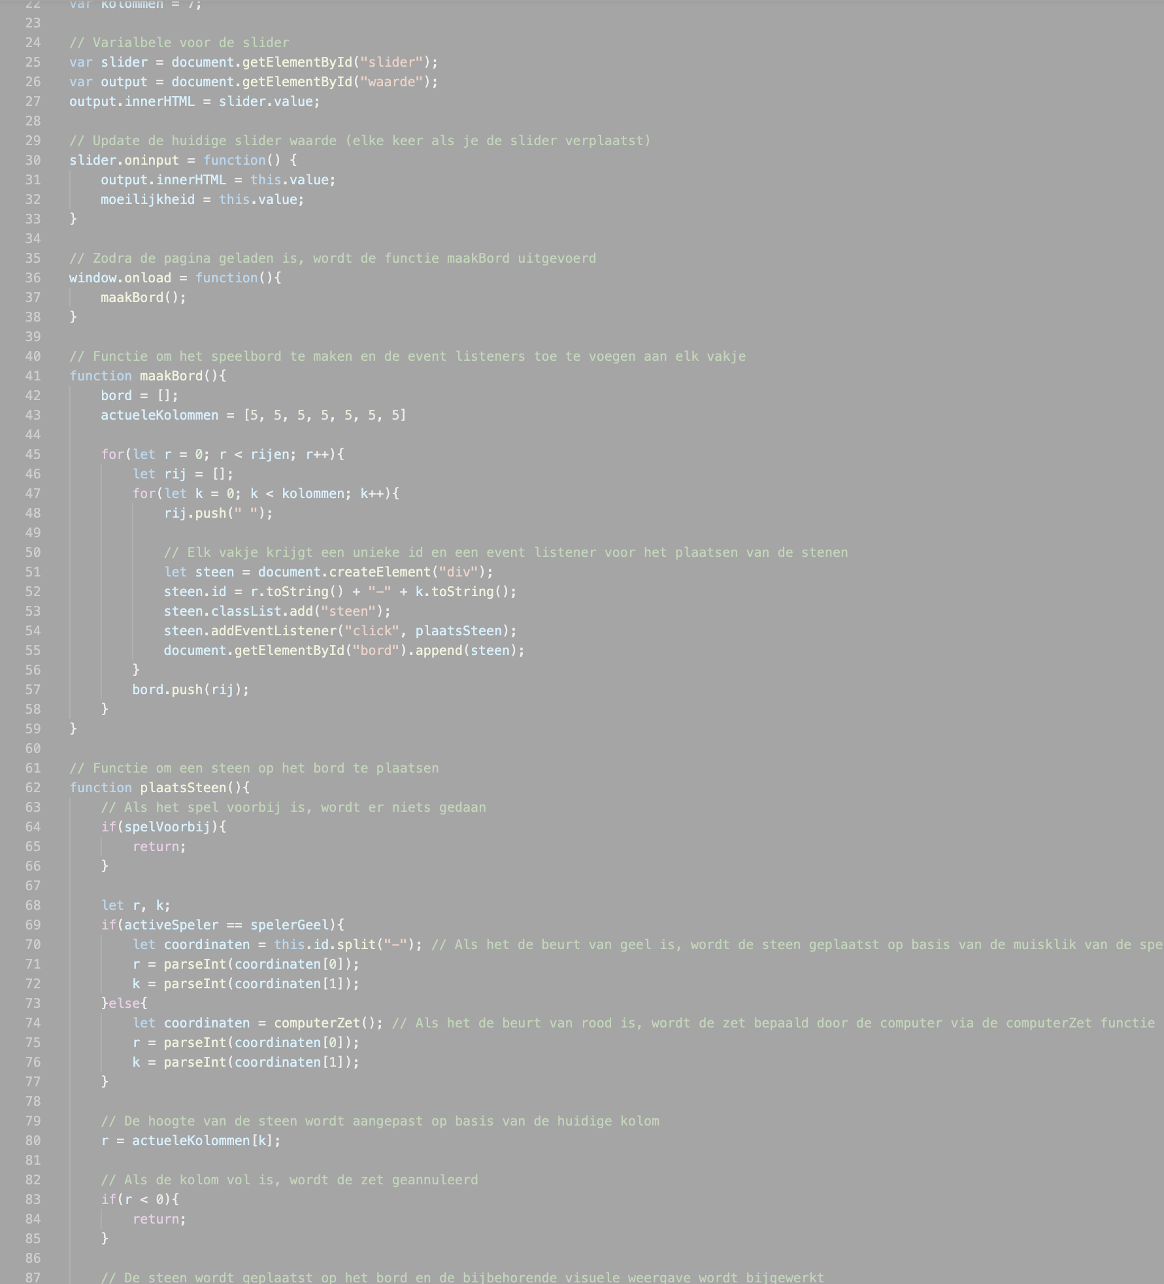 22 var kolommen = 7;
23
24 // Varialbele voor de slider
25 var slider = document.getElementById("slider");
26 var output = document.getElementById("waarde");
27 output.innerHTML = slider.value;
28
29 // Update de huidige slider waarde (elke keer als je de slider verplaatst)
30 slider.oninput = function() {
31     output.innerHTML = this.value;
32     moeilijkheid = this.value;
33 }
34
35 // Zodra de pagina geladen is, wordt de functie maakBord uitgevoerd
36 window.onload = function(){
37     maakBord();
38 }
39
40 // Functie om het speelbord te maken en de event listeners toe te voegen aan elk vakje
41 function maakBord(){
42     bord = [];
43     actueleKolommen = [5, 5, 5, 5, 5, 5, 5]
44
45     for(let r = 0; r < rijen; r++){
46         let rij = [];
47         for(let k = 0; k < kolommen; k++){
48             rij.push(" ");
49
50             // Elk vakje krijgt een unieke id en een event listener voor het plaatsen van de stenen
51             let steen = document.createElement("div");
52             steen.id = r.toString() + "-" + k.toString();
53             steen.classList.add("steen");
54             steen.addEventListener("click", plaatsSteen);
55             document.getElementById("bord").append(steen);
56         }
57         bord.push(rij);
58     }
59 }
60
61 // Functie om een steen op het bord te plaatsen
62 function plaatsSteen(){
63     // Als het spel voorbij is, wordt er niets gedaan
64     if(spelVoorbij){
65         return;
66     }
67
68     let r, k;
69     if(activeSpeler == spelerGeel){
70         let coordinaten = this.id.split("-"); // Als het de beurt van geel is, wordt de steen geplaatst op basis van de muisklik van de spe
71         r = parseInt(coordinaten[0]);
72         k = parseInt(coordinaten[1]);
73     }else{
74         let coordinaten = computerZet(); // Als het de beurt van rood is, wordt de zet bepaald door de computer via de computerZet functie
75         r = parseInt(coordinaten[0]);
76         k = parseInt(coordinaten[1]);
77     }
78
79     // De hoogte van de steen wordt aangepast op basis van de huidige kolom
80     r = actueleKolommen[k];
81
82     // Als de kolom vol is, wordt de zet geannuleerd
83     if(r < 0){
84         return;
85     }
86
87     // De steen wordt geplaatst op het bord en de bijbehorende visuele weergave wordt bijgewerkt